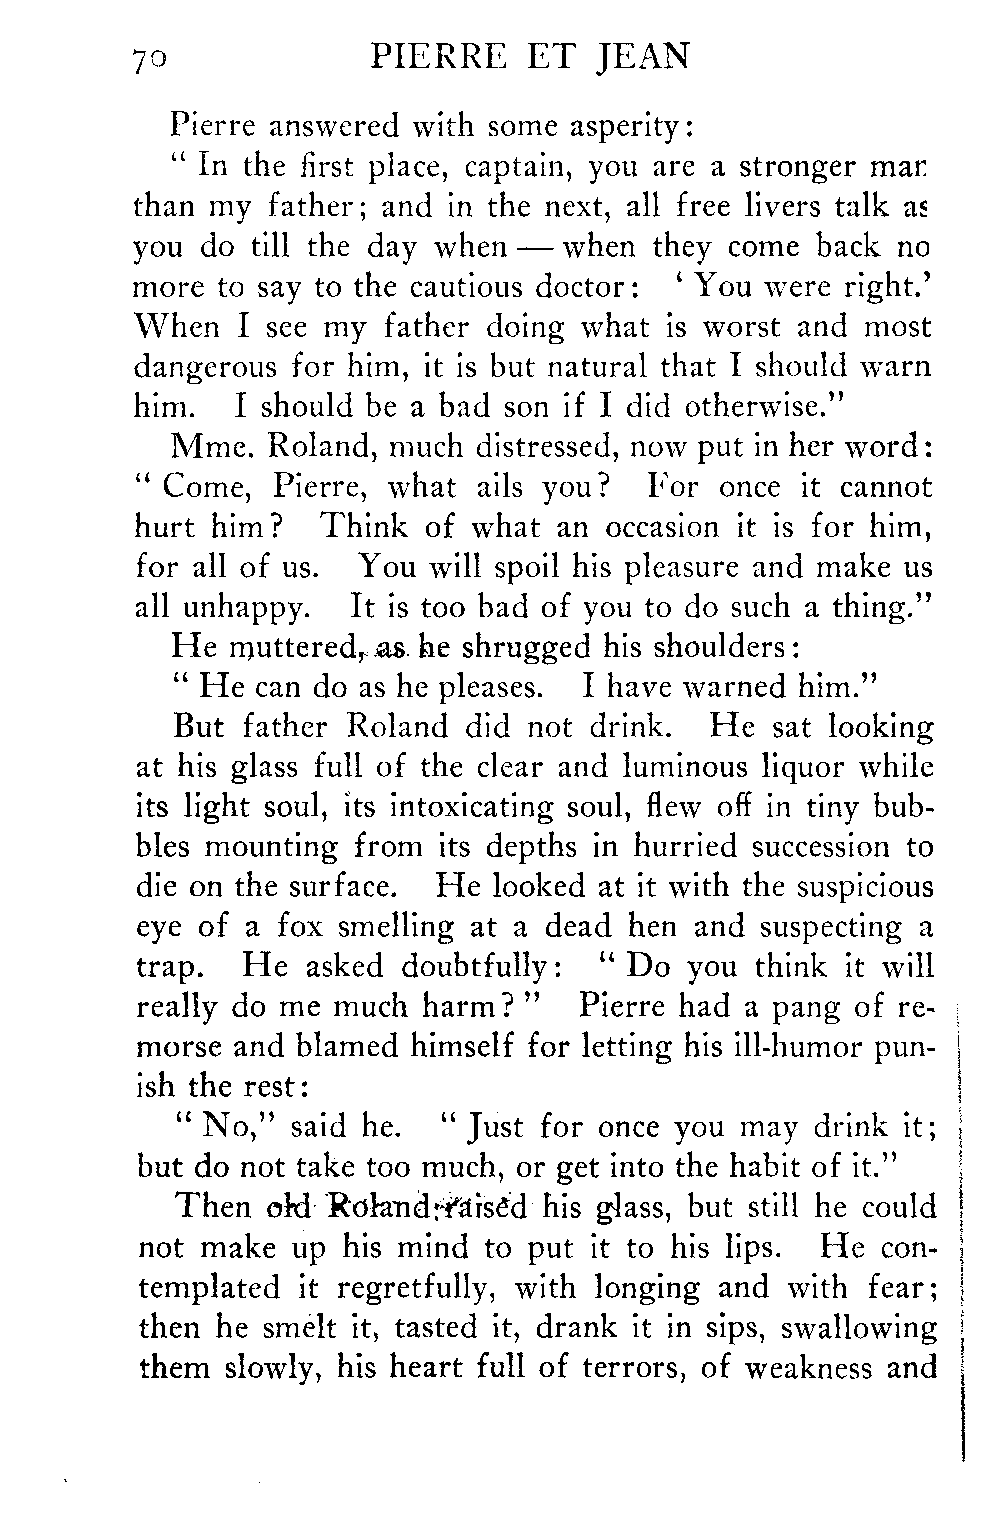 70 PIERRE ET JEAN
Pierre answered with some asperity:
“ In the first place, captain, you are a stronger man
than my father; and in the next, all free livers talk as
you do till the day when — when they come back no
more to say to the cautious doctor: ‘ You were right.’
When I see my father doing what is worst and most
dangerous for him, it is but natural that I should warn
him. I should be a bad son if I did otherwise.”
Mme. Roland, much distressed, now put in her word:
“ Come, Pierre, what ails you? For once it cannot
hurt him? Think of what an occasion it is for him,
for all of us. You will spoil his pleasure and make us
all unhappy. It is too bad of you to do such a thing.”
He muttered, as he shrugged his shoulders:
“ He can do as he pleases. I have warned him.”
But father Roland did not drink. He sat looking
at his glass full of the clear and luminous liquor while
its light soul, its intoxicating soul, flew off in tiny bub-
bles mounting from its depths in hurried succession to
die on the surface. He looked at it with the suspicious
eye of a fox smelling at a dead hen and suspecting a
trap. He asked doubtfully: “ Do you think it will
really do me much harm? ” Pierre had a pang of re-
morse and blamed himself for letting his ill-humor pun-
ish the rest:
“ No,” said he. “ Just for once you may drink it;
but do not take too much, or get into the habit of it.”
Then old Roland raised his glass, but still he could
not make up his mind to put it to his lips. He con-
templated it regretfully, with longing and with fear;
then he smelt it, tasted it, drank it in sips, swallowing
them slowly, his heart full of terrors, of weakness and